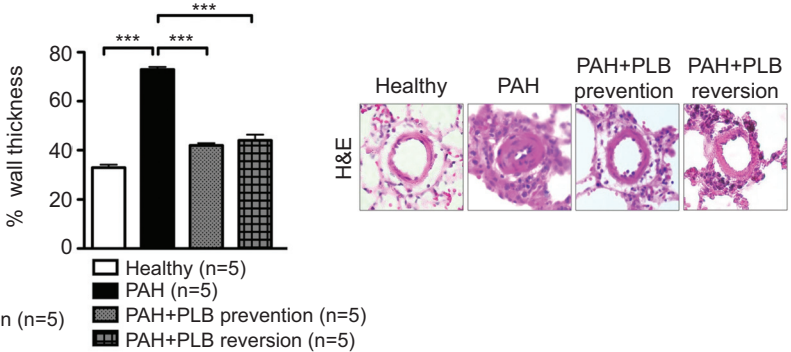 ***
*** ***
% wall thickness
80
60
40
20
0
Healthy (n=5)
PAH (n=5)
PAH+PLB prevention (n=5)
PAH+PLB reversion (n=5)
n (n=5)
Healthy
PAH
PAH+PLB
prevention
PAH+PLB
reversion
H&E